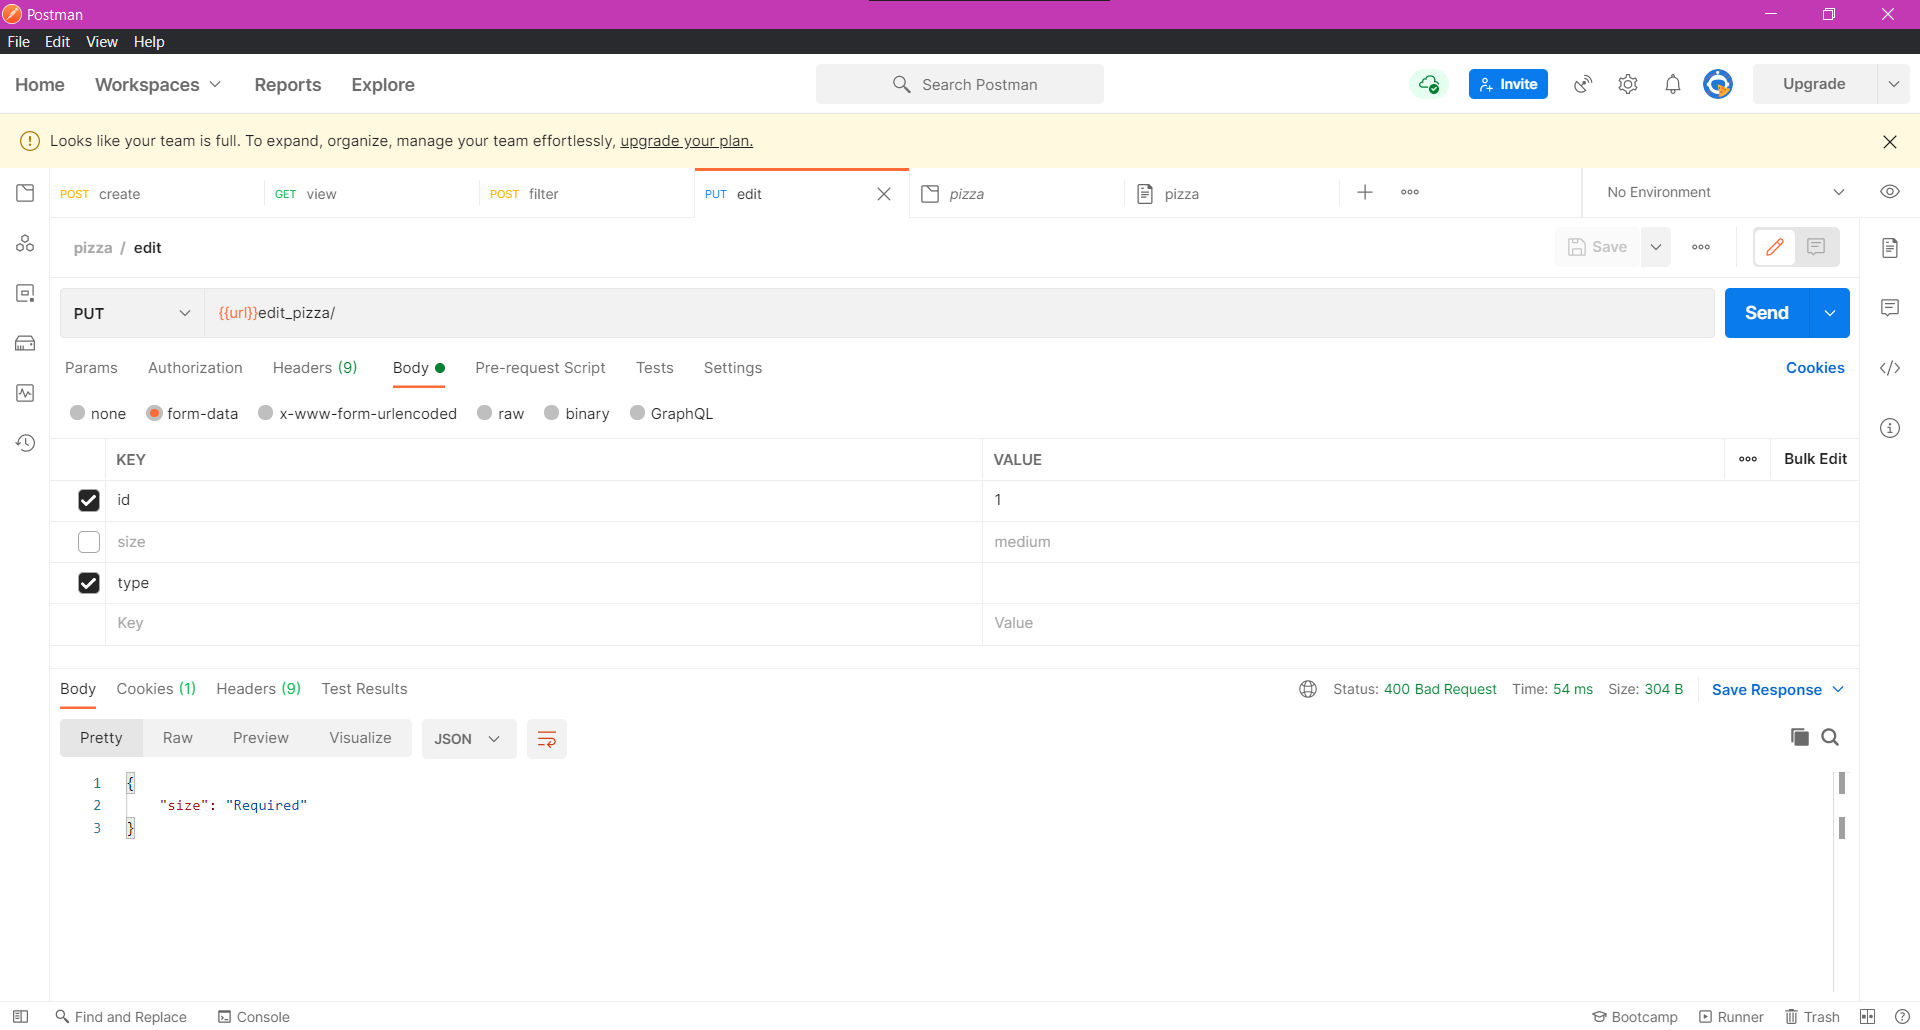 Postman
File Edit View Help
Home Workspaces Reports Explore Search Postman Invite Upgrade
Looks like your team is full. To expand, organize, manage your team effortlessly, upgrade your plan.
POST create GET view POST filter PUT edit pizza pizza No Environment
pizza / edit Save
PUT {{url}}edit_pizza/ Send
Params Authorization Headers (9) Body Pre-request Script Tests Settings Cookies
none form-data x-www-form-urlencoded raw binary GraphQL
KEY VALUE Bulk Edit
id 1
size medium
type
Key Value
Body Cookies (1) Headers (9) Test Results Status: 400 Bad Request Time: 54 ms Size: 304 B Save Response
Pretty Raw Preview Visualize JSON
1 {
2 "size": "Required"
3 }
Find and Replace Console Bootcamp Runner Trash